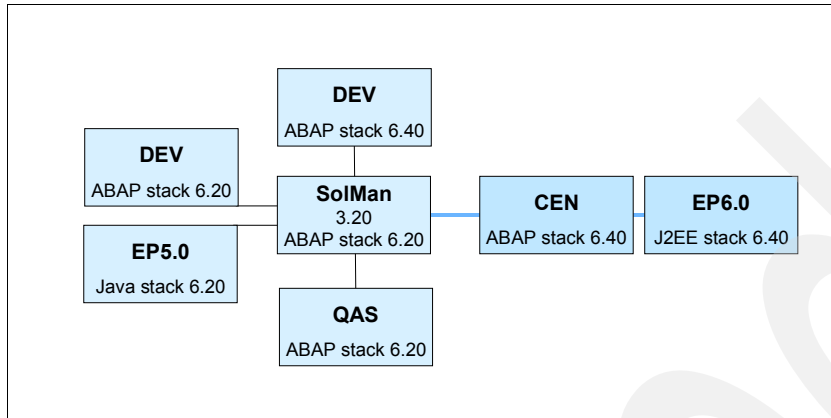 DEV
ABAP stack 6.40
DEV
ABAP stack 6.20
SolMan
3.20
ABAP stack 6.20
CEN
ABAP stack 6.40
EP6.0
J2EE stack 6.40
EP5.0
Java stack 6.20
QAS
ABAP stack 6.20